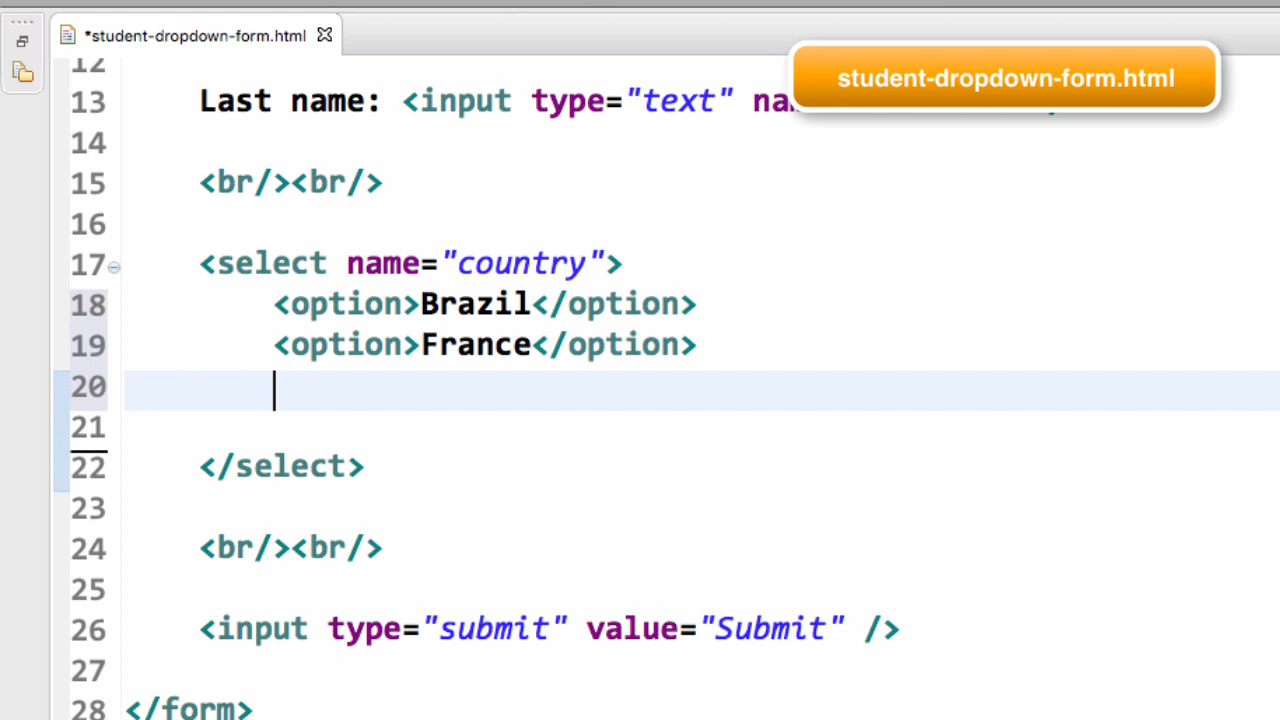 *student-dropdown-form.html
student-dropdown-form.html
12
13 Last name: <input type="text"
14
15 <br/><br/>
16
17 <select name="country">
18 <option>Brazil</option>
19 <option>France</option>
20
21
22 </select>
23
24 <br/><br/>
25
26 <input type="submit" value="Submit" />
27
28 </form>